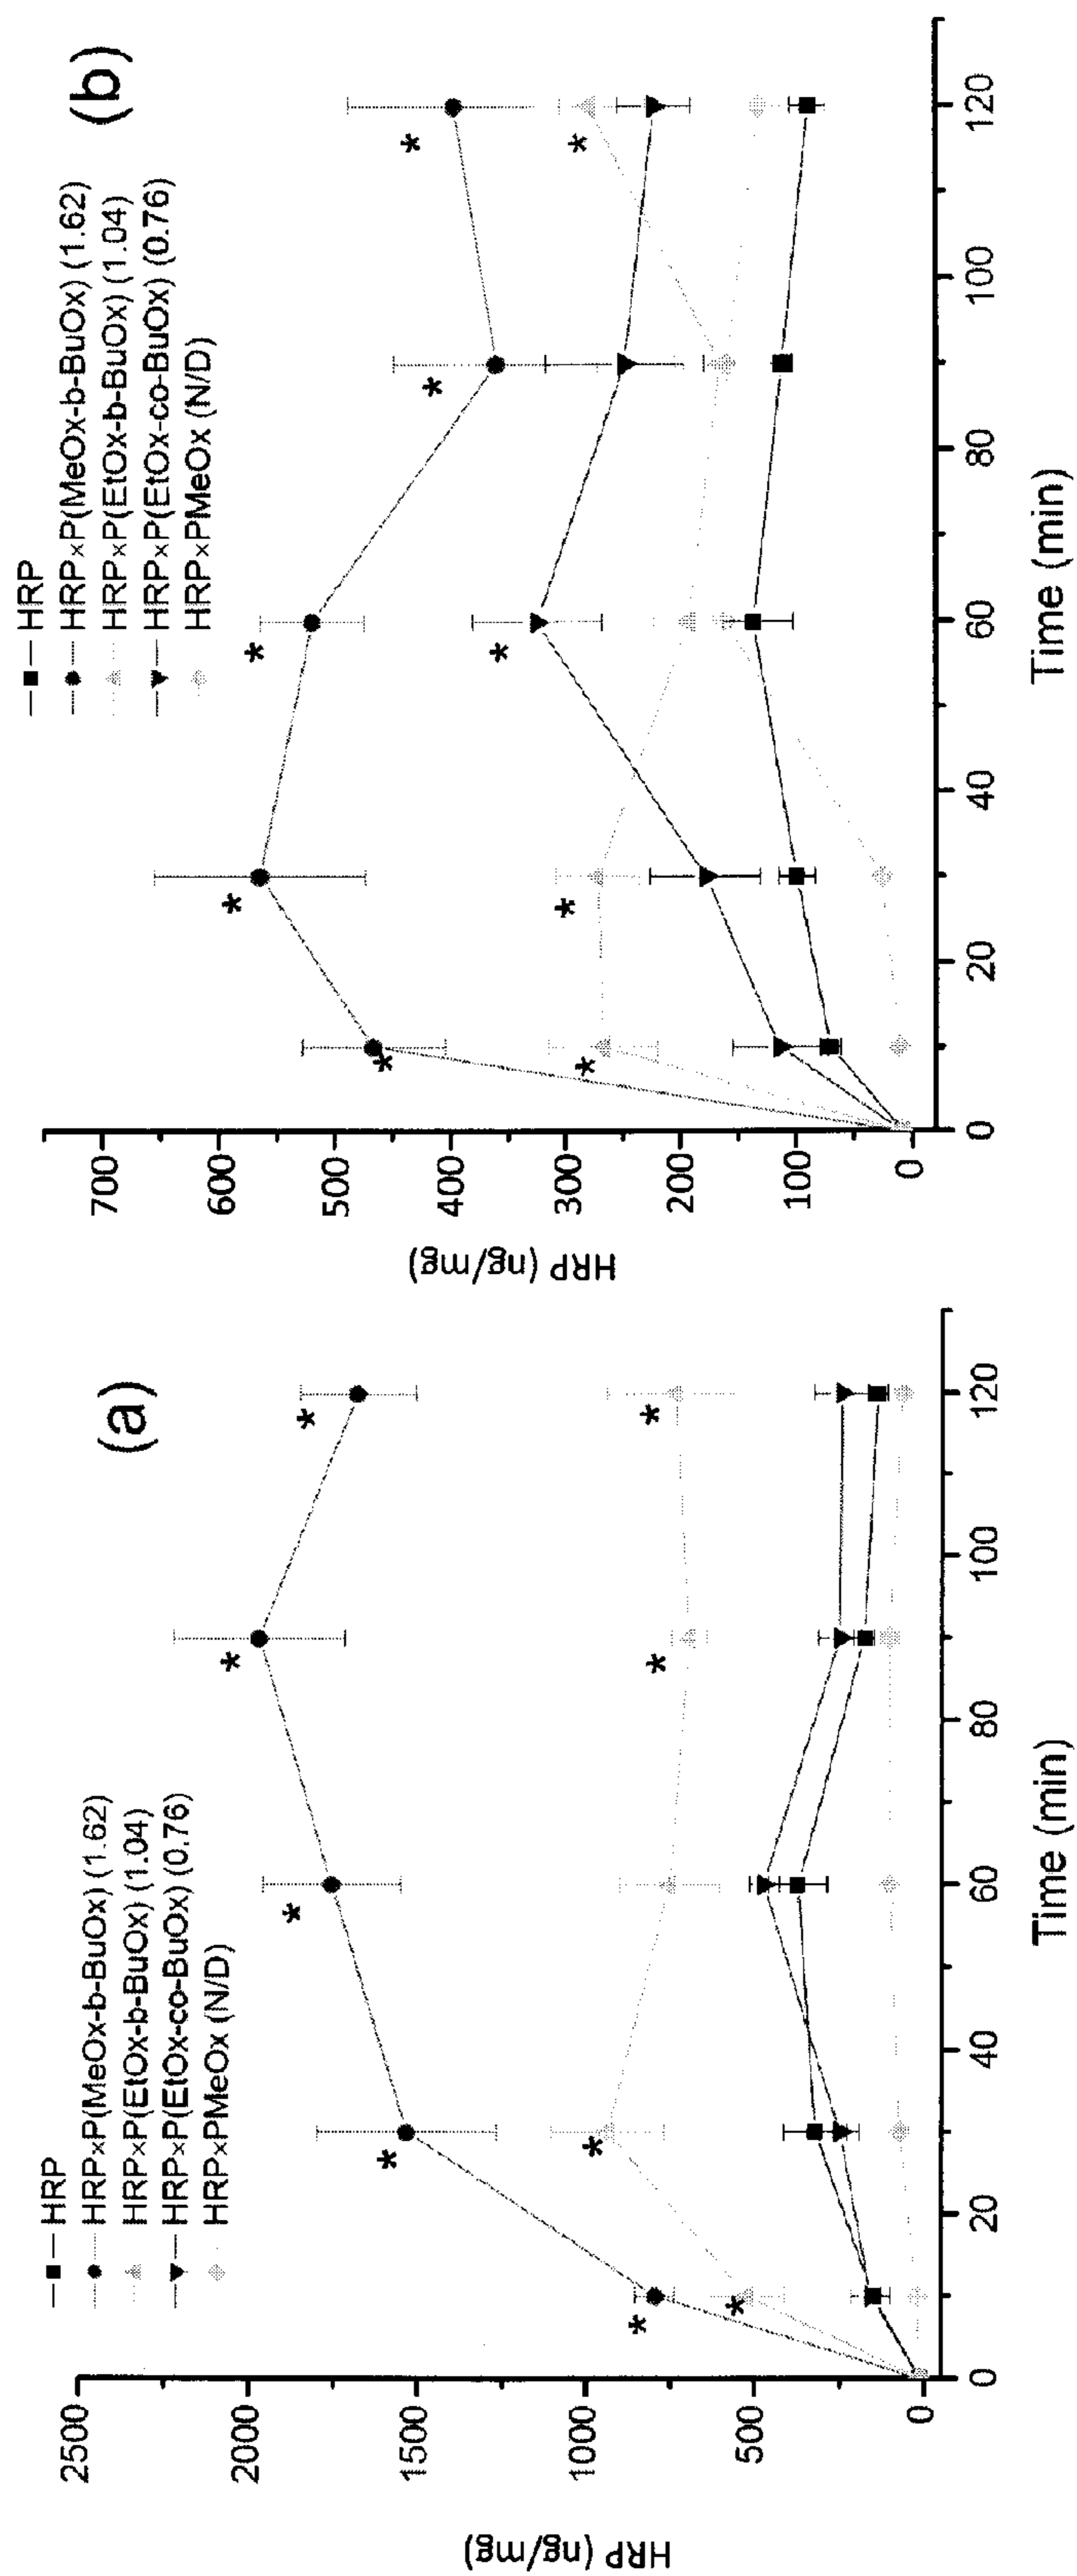 (a)
HRP
HRP×P(MeOx-b-BuOx) (1.62)
HRP×P(EtOx-b-BuOx) (1.04)
HRP×P(EtOx-co-BuOx) (0.76)
HRP×PMeOx (N/D)
2500
2000
1500
1000
500
0
HRP (ng/mg)
* * * * *
* * * *
0 20 40 60 80 100 120
Time (min)
(b)
HRP
HRP×P(MeOx-b-BuOx) (1.62)
HRP×P(EtOx-b-BuOx) (1.04)
HRP×P(EtOx-co-BuOx) (0.76)
HRP×PMeOx (N/D)
700
600
500
400
300
200
100
0
HRP (ng/mg)
* * * * *
* * * *
0 20 40 60 80 100 120
Time (min)